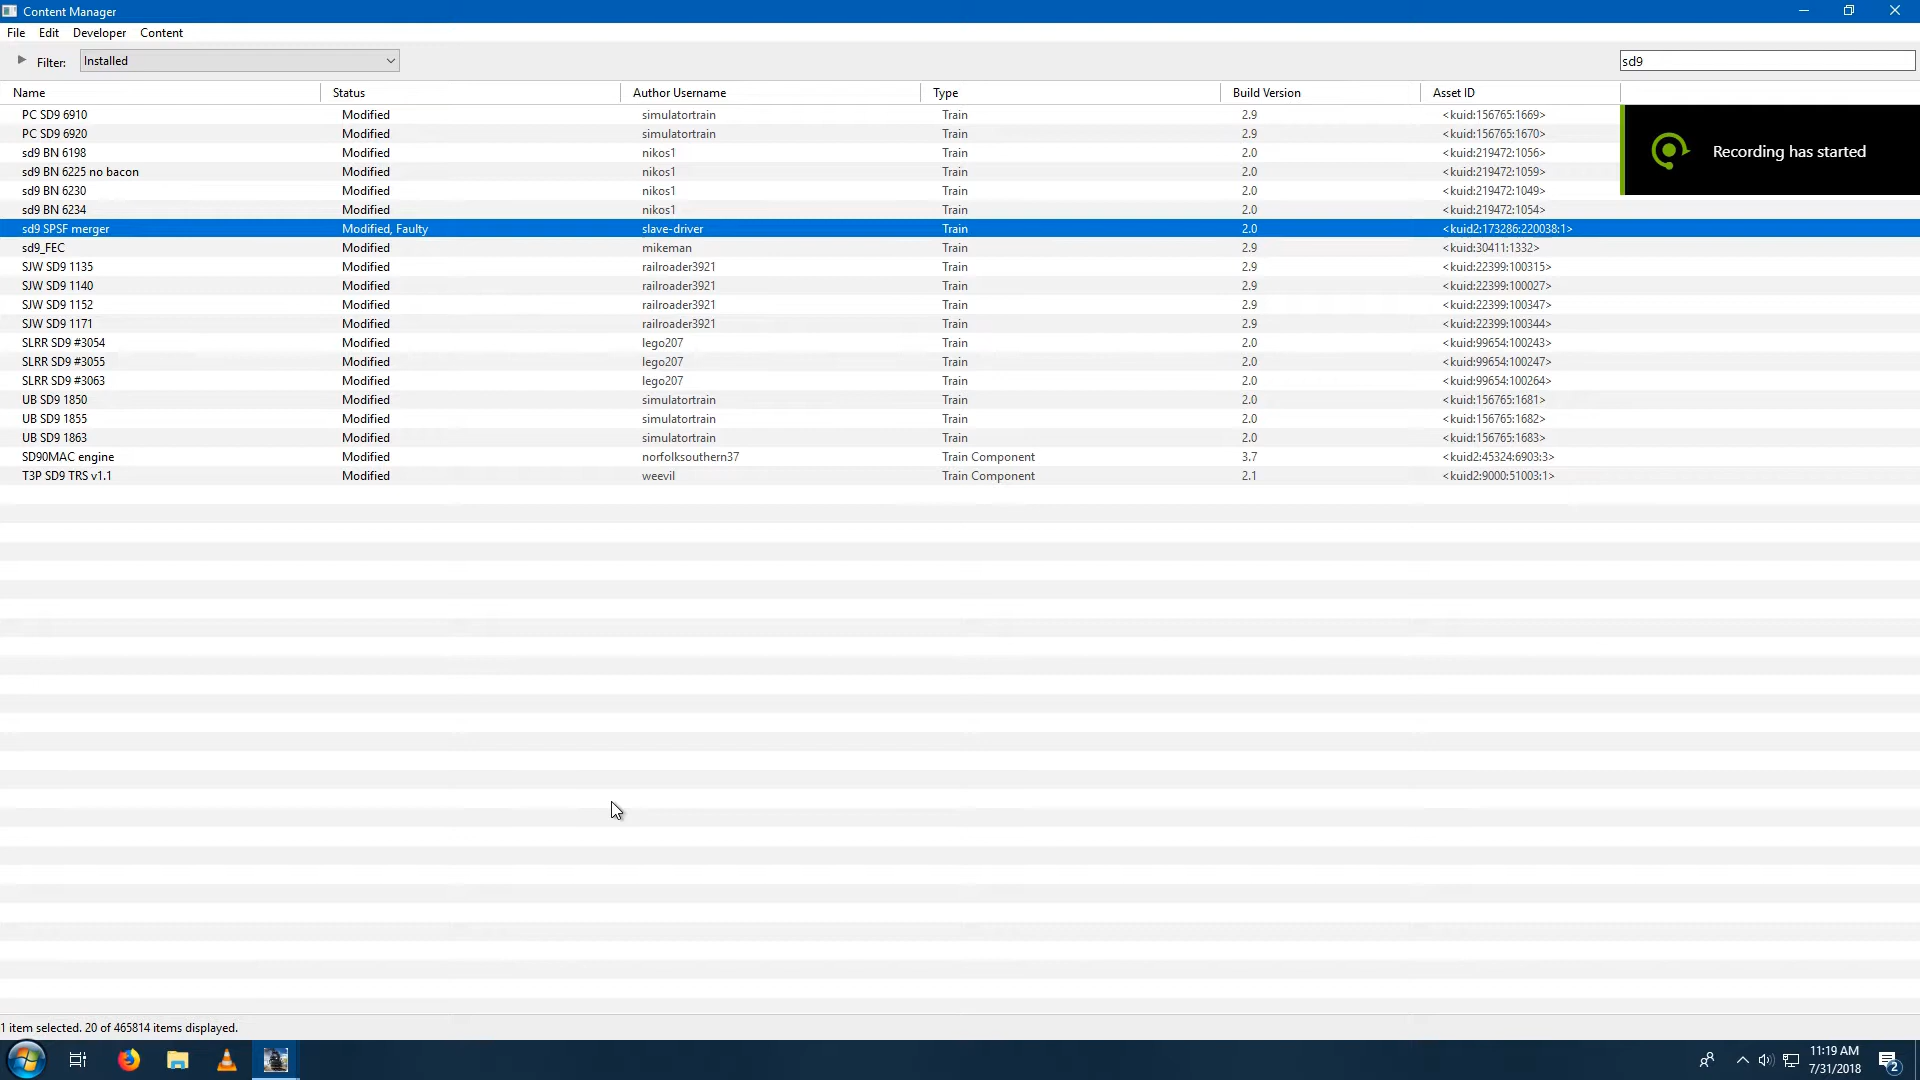 Content Manager
File Edit Developer Content
Filter: Installed sd9
Name Status Author Username Type Build Version Asset ID
PC SD9 6910 Modified simulatortrain Train 2.9 <kuid:156765:1669>
PC SD9 6920 Modified simulatortrain Train 2.9 <kuid:156765:1670>
sd9 BN 6198 Modified nikos1 Train 2.0 <kuid:219472:1056>
Recording has started
sd9 BN 6225 no bacon Modified nikos1 Train 2.0 <kuid:219472:1059>
sd9 BN 6230 Modified nikos1 Train 2.0 <kuid:219472:1049>
sd9 BN 6234 Modified nikos1 Train 2.0 <kuid:219472:1054>
sd9 SPSF merger Modified, Faulty slave-driver Train 2.0 <kuid2:173286:220038:1>
sd9_FEC Modified mikeman Train 2.9 <kuid:30411:1332>
SJW SD9 1135 Modified railroader3921 Train 2.9 <kuid:22399:100315>
SJW SD9 1140 Modified railroader3921 Train 2.9 <kuid:22399:100027>
SJW SD9 1152 Modified railroader3921 Train 2.9 <kuid:22399:100347>
SJW SD9 1171 Modified railroader3921 Train 2.9 <kuid:22399:100344>
SLRR SD9 #3054 Modified lego207 Train 2.0 <kuid:99654:100243>
SLRR SD9 #3055 Modified lego207 Train 2.0 <kuid:99654:100247>
SLRR SD9 #3063 Modified lego207 Train 2.0 <kuid:99654:100264>
UB SD9 1850 Modified simulatortrain Train 2.0 <kuid:156765:1681>
UB SD9 1855 Modified simulatortrain Train 2.0 <kuid:156765:1682>
UB SD9 1863 Modified simulatortrain Train 2.0 <kuid:156765:1683>
SD90MAC engine Modified norfolksouthern37 Train Component 3.7 <kuid2:45324:6903:3>
T3P SD9 TRS v1.1 Modified weevil Train Component 2.1 <kuid2:9000:51003:1>
1 item selected. 20 of 465814 items displayed.
11:19 AM
7/31/2018
2